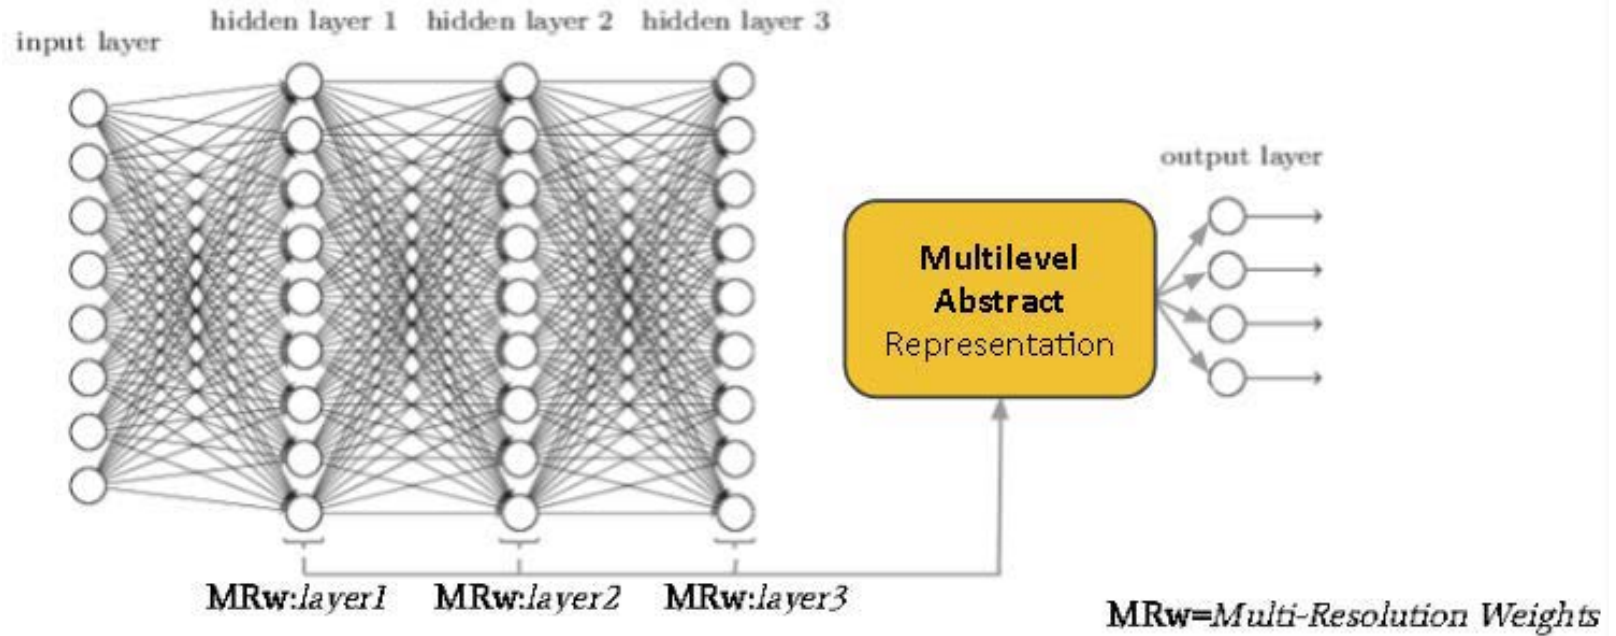 input layer
hidden layer 1
hidden layer 2
hidden layer 3
output layer
Multilevel
Abstract
Representation
MRw:layer1
MRw:layer2
MRw:layer3
MRw=Multi-Resolution Weights